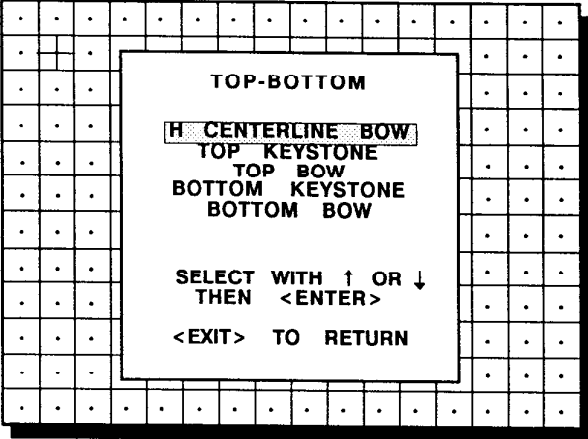 TOP-BOTTOM
H CENTERLINE BOW
TOP KEYSTONE
TOP BOW
BOTTOM KEYSTONE
BOTTOM BOW
SELECT WITH ↑ OR ↓
THEN <ENTER>
<EXIT> TO RETURN